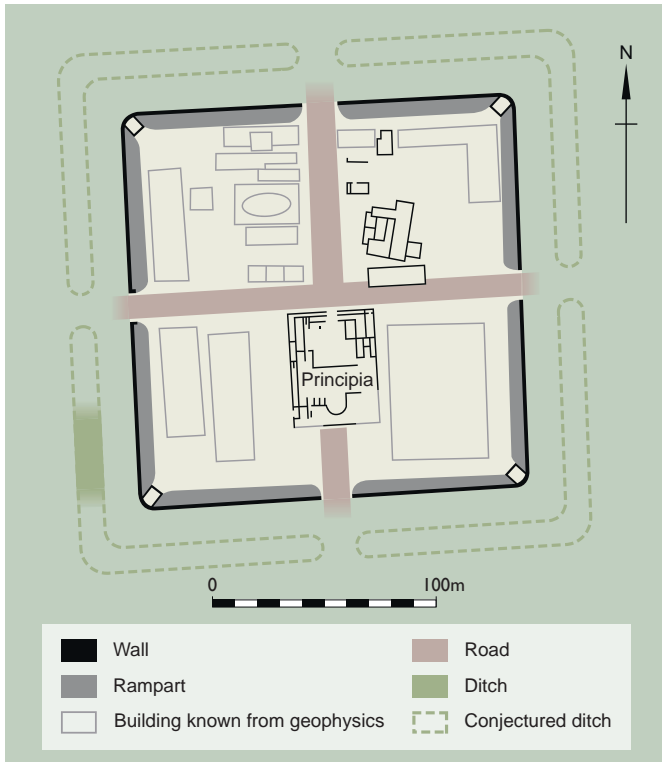 N
Principia
0 100m
Wall
Road
Rampart
Ditch
Building known from geophysics
Conjectured ditch